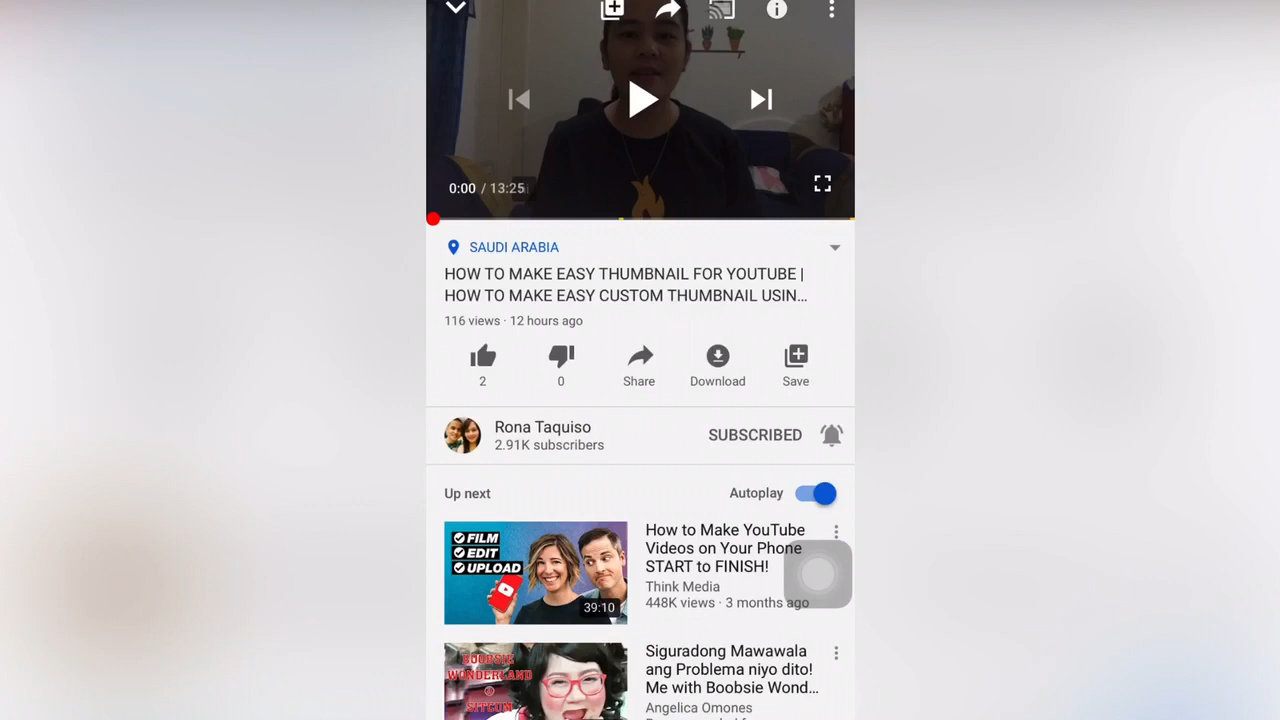 0:00 / 13:25
SAUDI ARABIA
HOW TO MAKE EASY THUMBNAIL FOR YOUTUBE |
HOW TO MAKE EASY CUSTOM THUMBNAIL USIN...
116 views · 12 hours ago
2
0
Share
Download
Save
Rona Taquiso
2.91K subscribers
SUBSCRIBED
Up next
Autoplay
FILM
EDIT
UPLOAD
39:10
How to Make YouTube
Videos on Your Phone
START to FINISH!
Think Media
448K views · 3 months ago
BOOBSIE
WONDERLAND
SITCOM
Siguradong Mawawala
ang Problema niyo dito!
Me with Boobsie Wond...
Angelica Omones